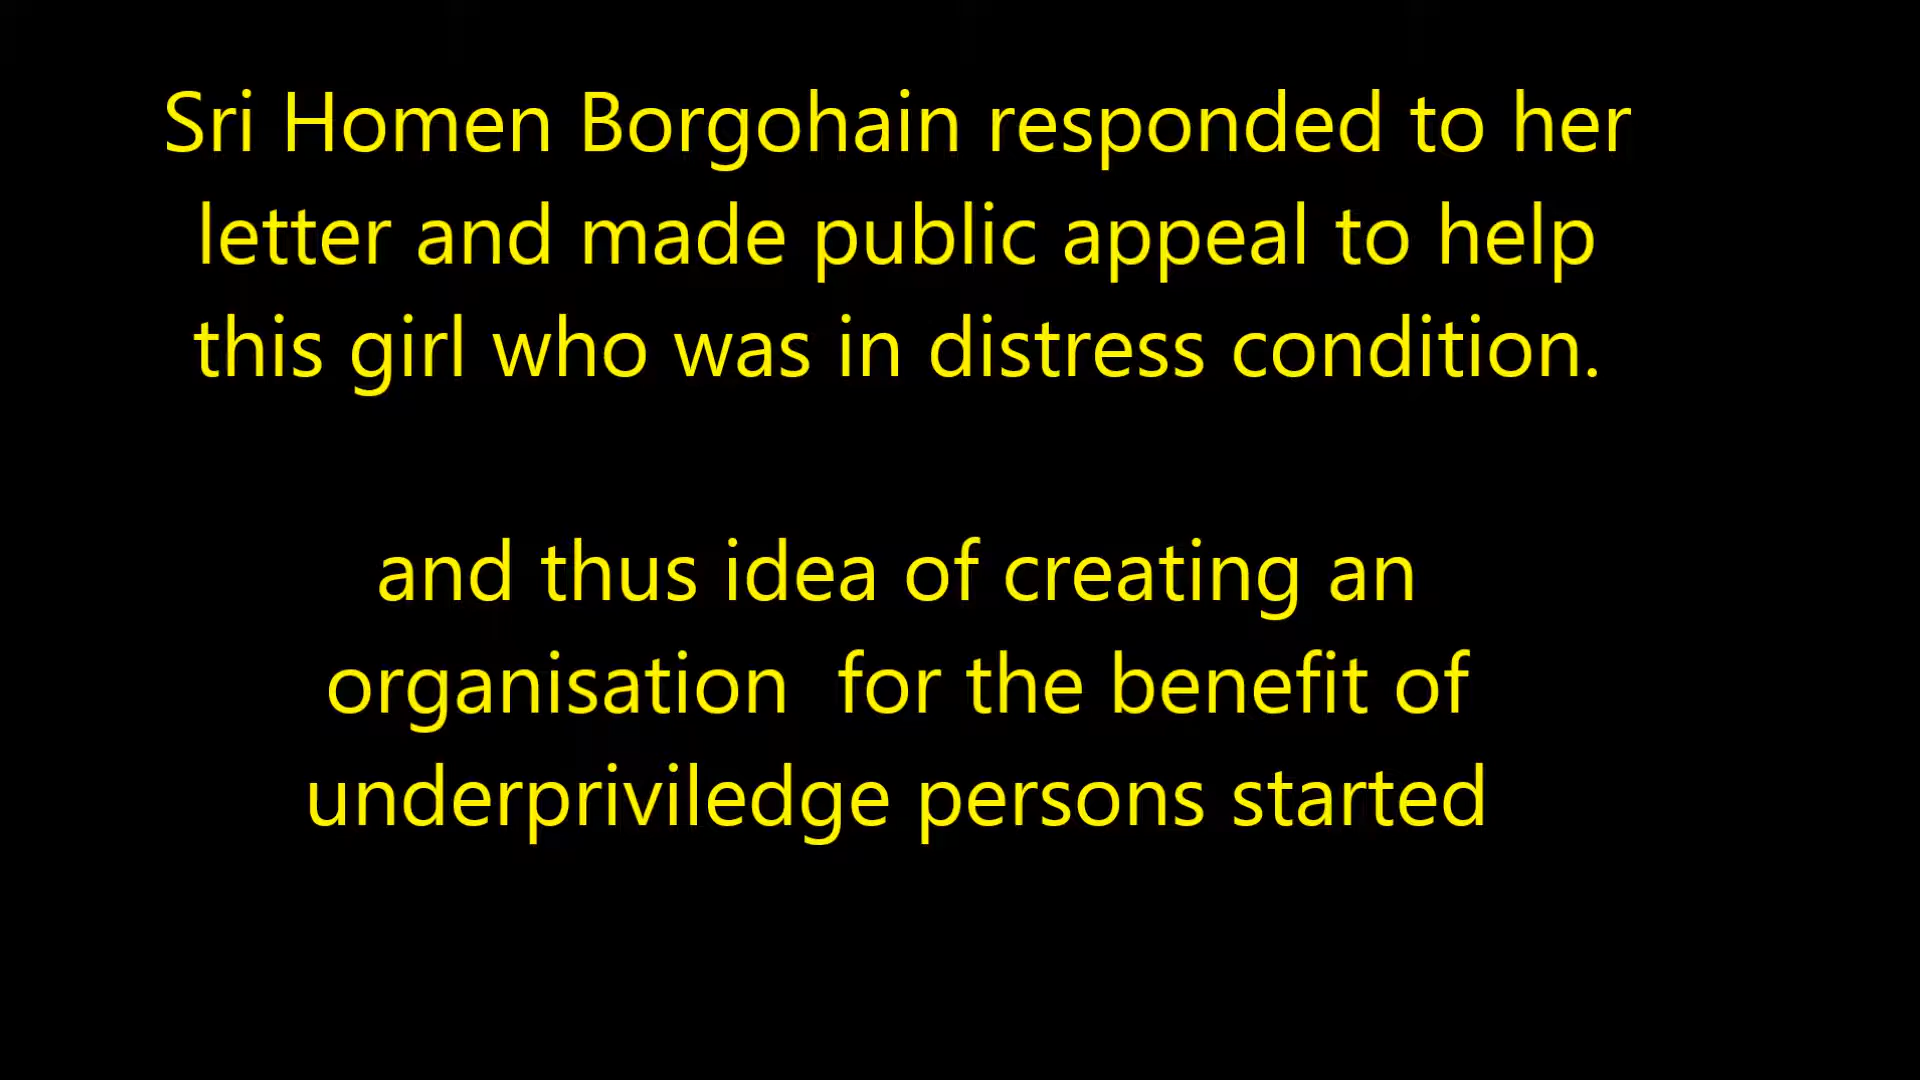 Sri Homen Borgohain responded to her
letter and made public appeal to help
this girl who was in distress condition.
and thus idea of creating an
organisation  for the benefit of
underpriviledge persons started